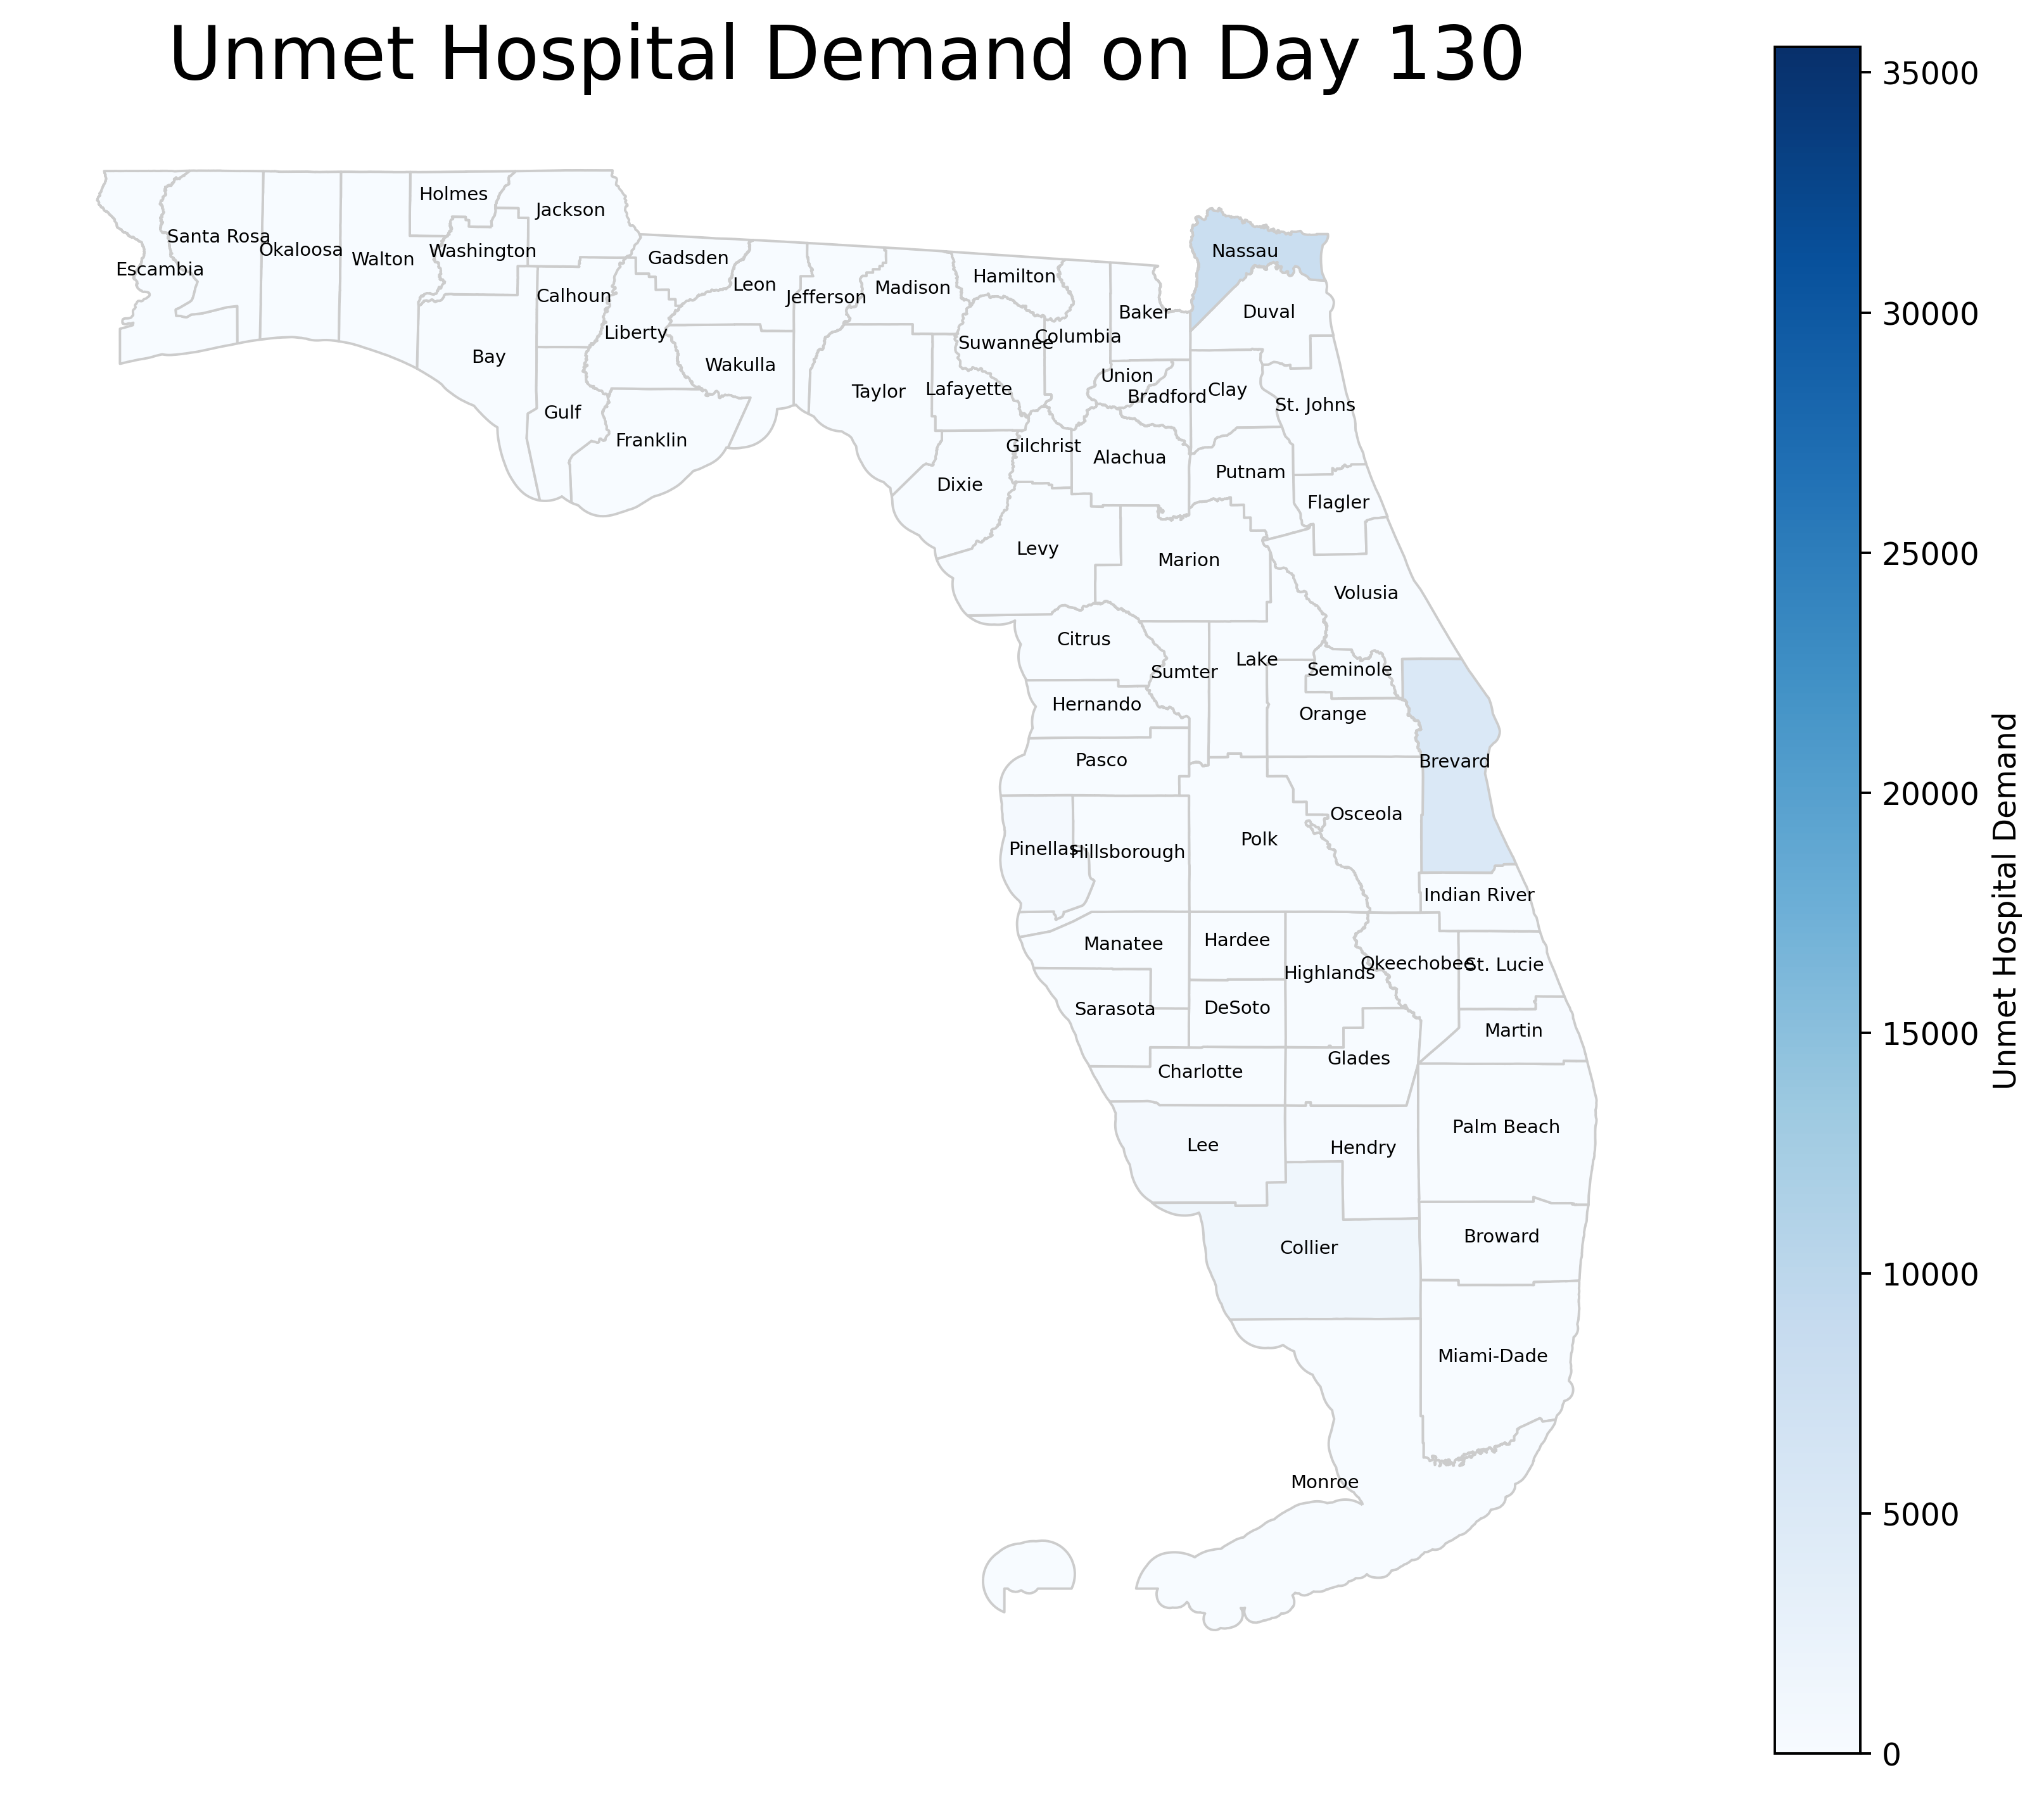 Unmet Hospital Demand on Day 130
Holmes
Jackson
Santa Rosa
Okaloosa
Washington
Walton
Escambia
Gadsden
Nassau
Calhoun
Leon
Jefferson
Madison
Hamilton
Baker
Duval
Liberty
Suwannee
Columbia
Bay
Wakulla
Union
Taylor
Lafayette
Bradford
Clay
St. Johns
Gulf
Franklin
Gilchrist
Alachua
Putnam
Dixie
Flagler
Levy
Marion
Volusia
Citrus
Sumter
Lake
Seminole
Hernando
Orange
Pasco
Brevard
Osceola
Polk
Pinellas
Hillsborough
Indian River
Manatee
Hardee
Highlands
Okeechobee
St. Lucie
Sarasota
DeSoto
Martin
Glades
Charlotte
Palm Beach
Lee
Hendry
Broward
Collier
Miami-Dade
Monroe
35000
30000
25000
20000
15000
10000
5000
0
Unmet Hospital Demand